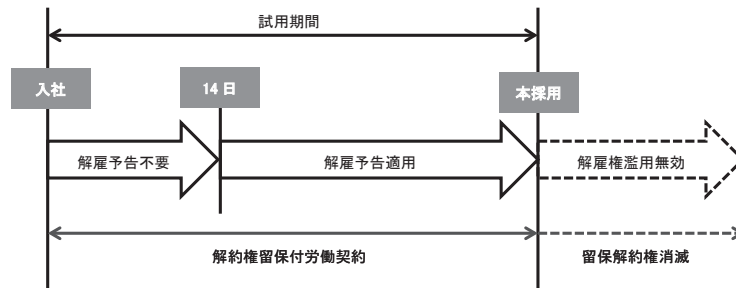 試用期間
入社
14日
本採用
解雇予告不要
解雇予告適用
解雇権濫用無効
解約権留保付労働契約
留保解約権消滅